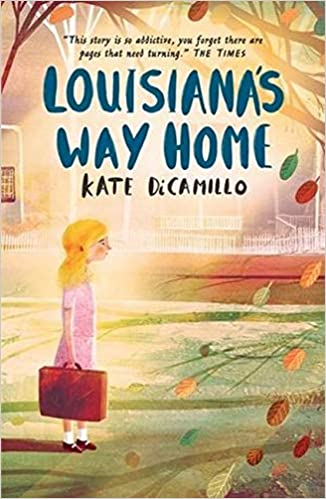 "This story is so addictive, you forget there are
pages that need turning." THE TIMES
LOUISIANA'S
WAY HOME
KATE DiCAMILLO